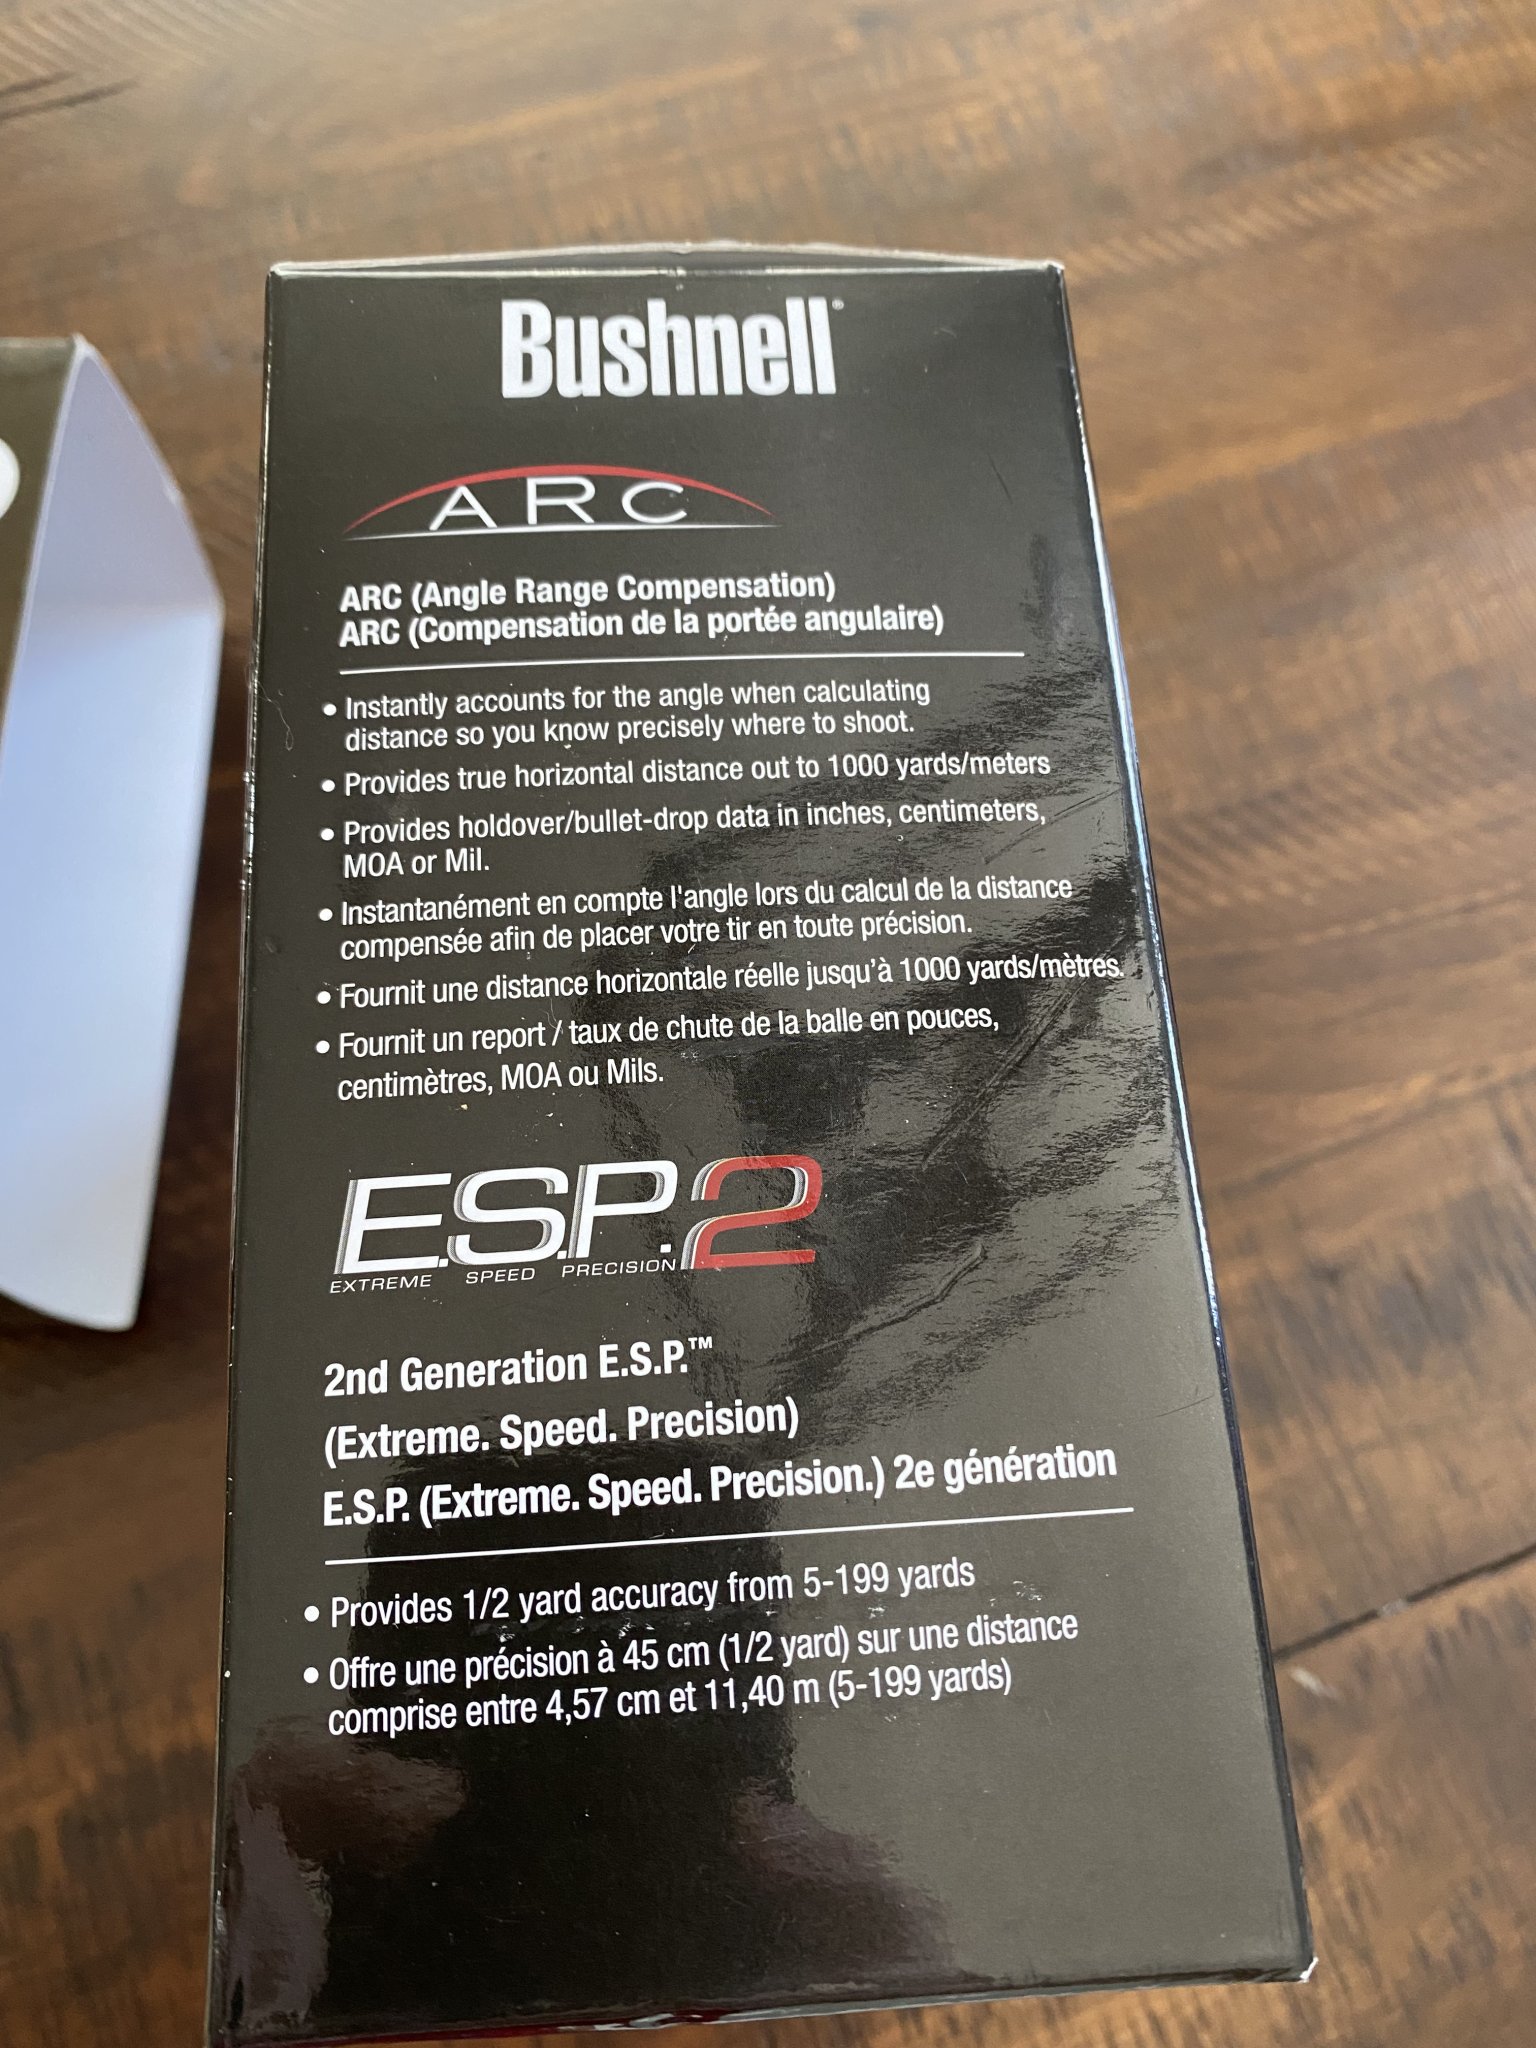 Bushnell®
ARC
ARC (Angle Range Compensation)
ARC (Compensation de la portée angulaire)
• Instantly accounts for the angle when calculating
distance so you know precisely where to shoot.
• Provides true horizontal distance out to 1000 yards/meters
• Provides holdover/bullet-drop data in inches, centimeters,
MOA or Mil.
• Instantanément en compte l'angle lors du calcul de la distance
compensée afin de placer votre tir en toute précision.
• Fournit une distance horizontale réelle jusqu'à 1000 yards/mètres.
• Fournit un report / taux de chute de la balle en pouces,
centimètres, MOA ou Mils.
E.S.P.2
EXTREME SPEED PRECISION
2nd Generation E.S.P.™
(Extreme. Speed. Precision)
E.S.P. (Extreme. Speed. Precision.) 2e génération
• Provides 1/2 yard accuracy from 5-199 yards
• Offre une précision à 45 cm (1/2 yard) sur une distance
comprise entre 4,57 cm et 11,40 m (5-199 yards)